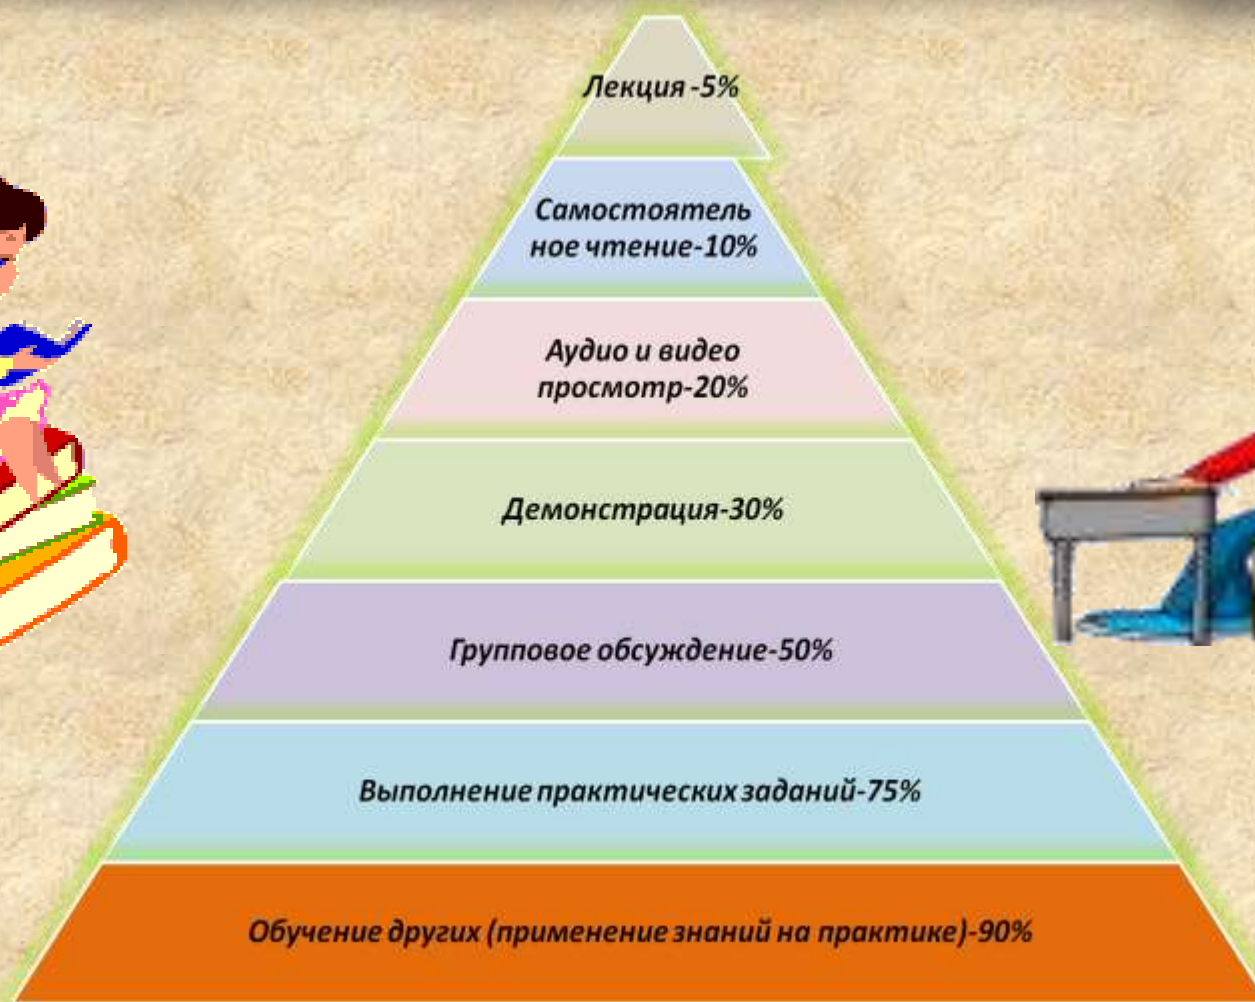 Лекция -5%
Самостоятель
ное чтение-10%
Аудио и видео
просмотр-20%
Демонстрация-30%
Групповое обсуждение-50%
Выполнение практических заданий-75%
Обучение других (применение знаний на практике)-90%